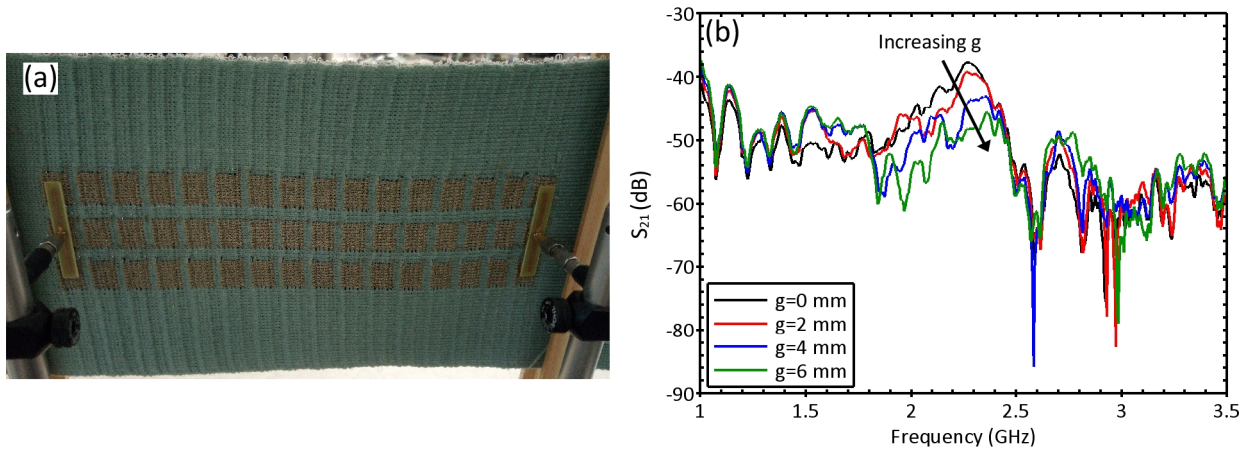 (a)
(b)
Increasing g
-30
-40
-50
-60
-70
-80
-90
S21 (dB)
g=0 mm
g=2 mm
g=4 mm
g=6 mm
1
1.5
2
2.5
3
3.5
Frequency (GHz)